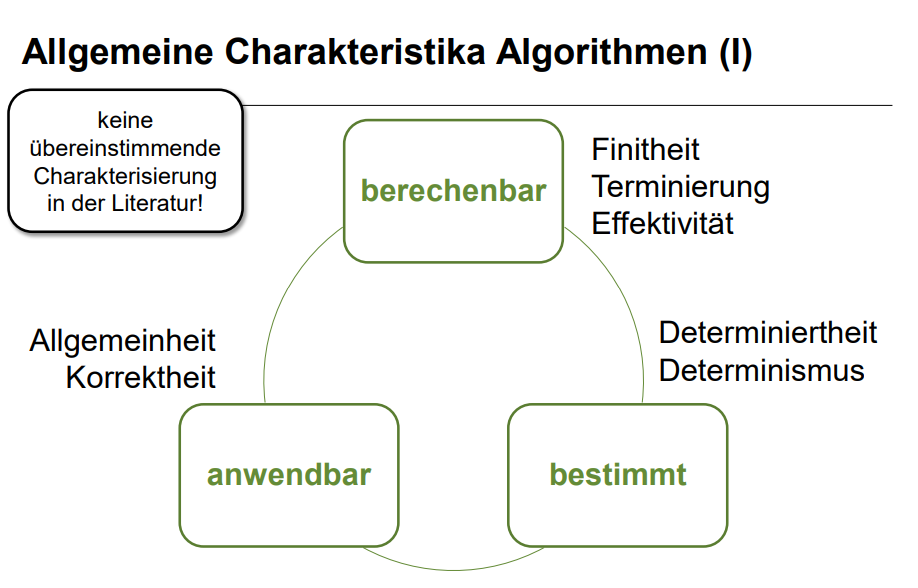 Allgemeine Charakteristika Algorithmen (I)
keine
übereinstimmende
Charakterisierung
in der Literatur!
berechenbar
Finitheit
Terminierung
Effektivität
Allgemeinheit
Korrektheit
Determiniertheit
Determinismus
anwendbar
bestimmt